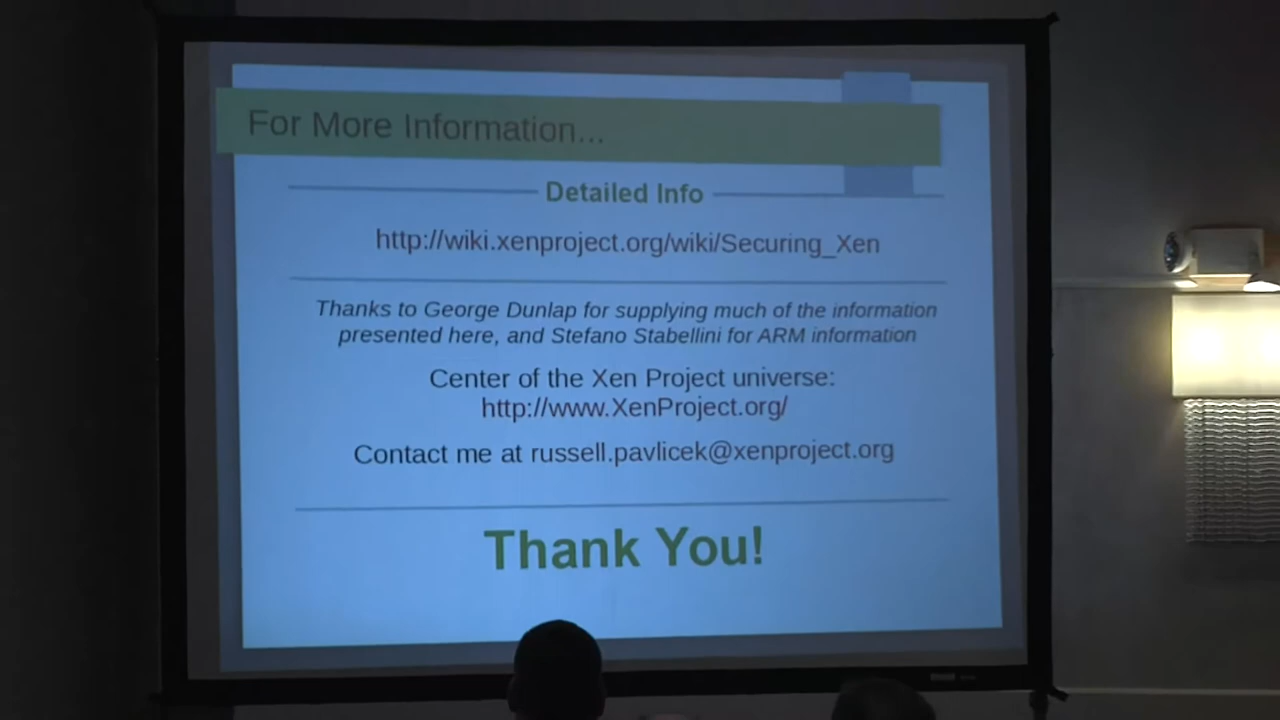 For More Information...
Detailed Info
http://wiki.xenproject.org/wiki/Securing_Xen
Thanks to George Dunlap for supplying much of the information
presented here, and Stefano Stabellini for ARM information
Center of the Xen Project universe:
http://www.XenProject.org/
Contact me at russell.pavlicek@xenproject.org
Thank You!